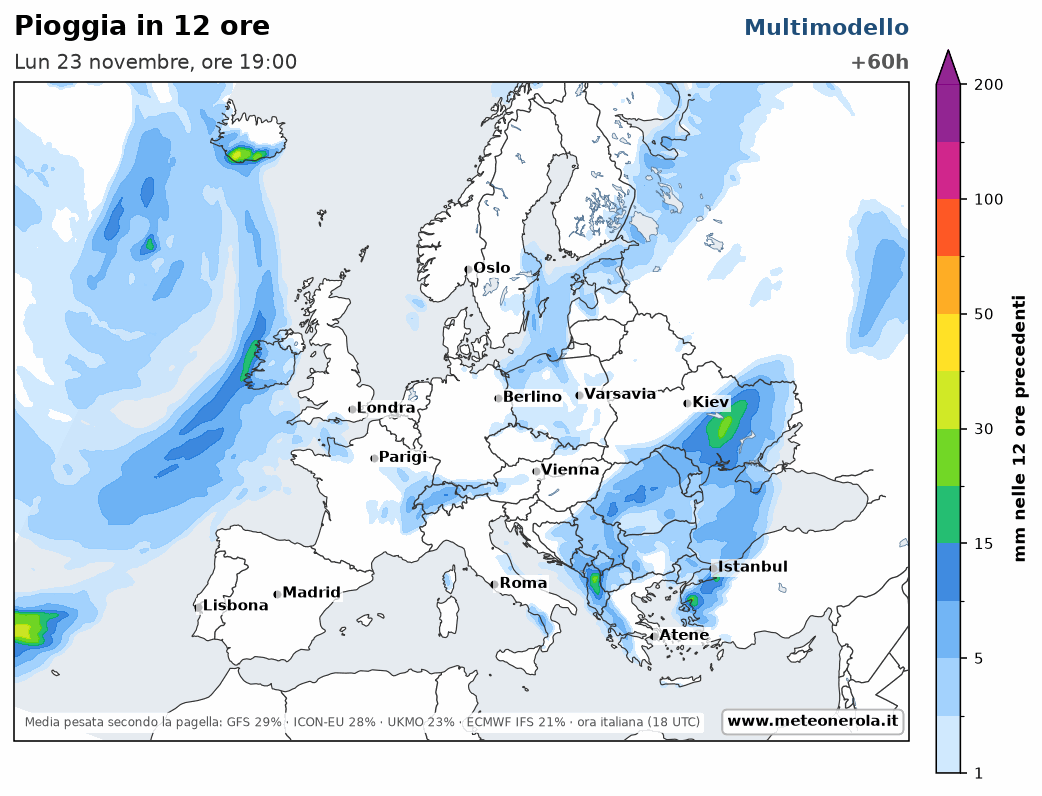 Pioggia in 12 ore
Multimodello
Lun 23 novembre, ore 19:00
+60h
200
100
50
30
15
5
1
mm nelle 12 ore precedenti
Oslo
Berlino
Varsavia
Kiev
Londra
Parigi
Vienna
Istanbul
Roma
Madrid
Lisbona
Atene
Media pesata secondo la pagella: GFS 29% · ICON-EU 28% · UKMO 23% · ECMWF IFS 21% · ora italiana (18 UTC)
www.meteonerola.it